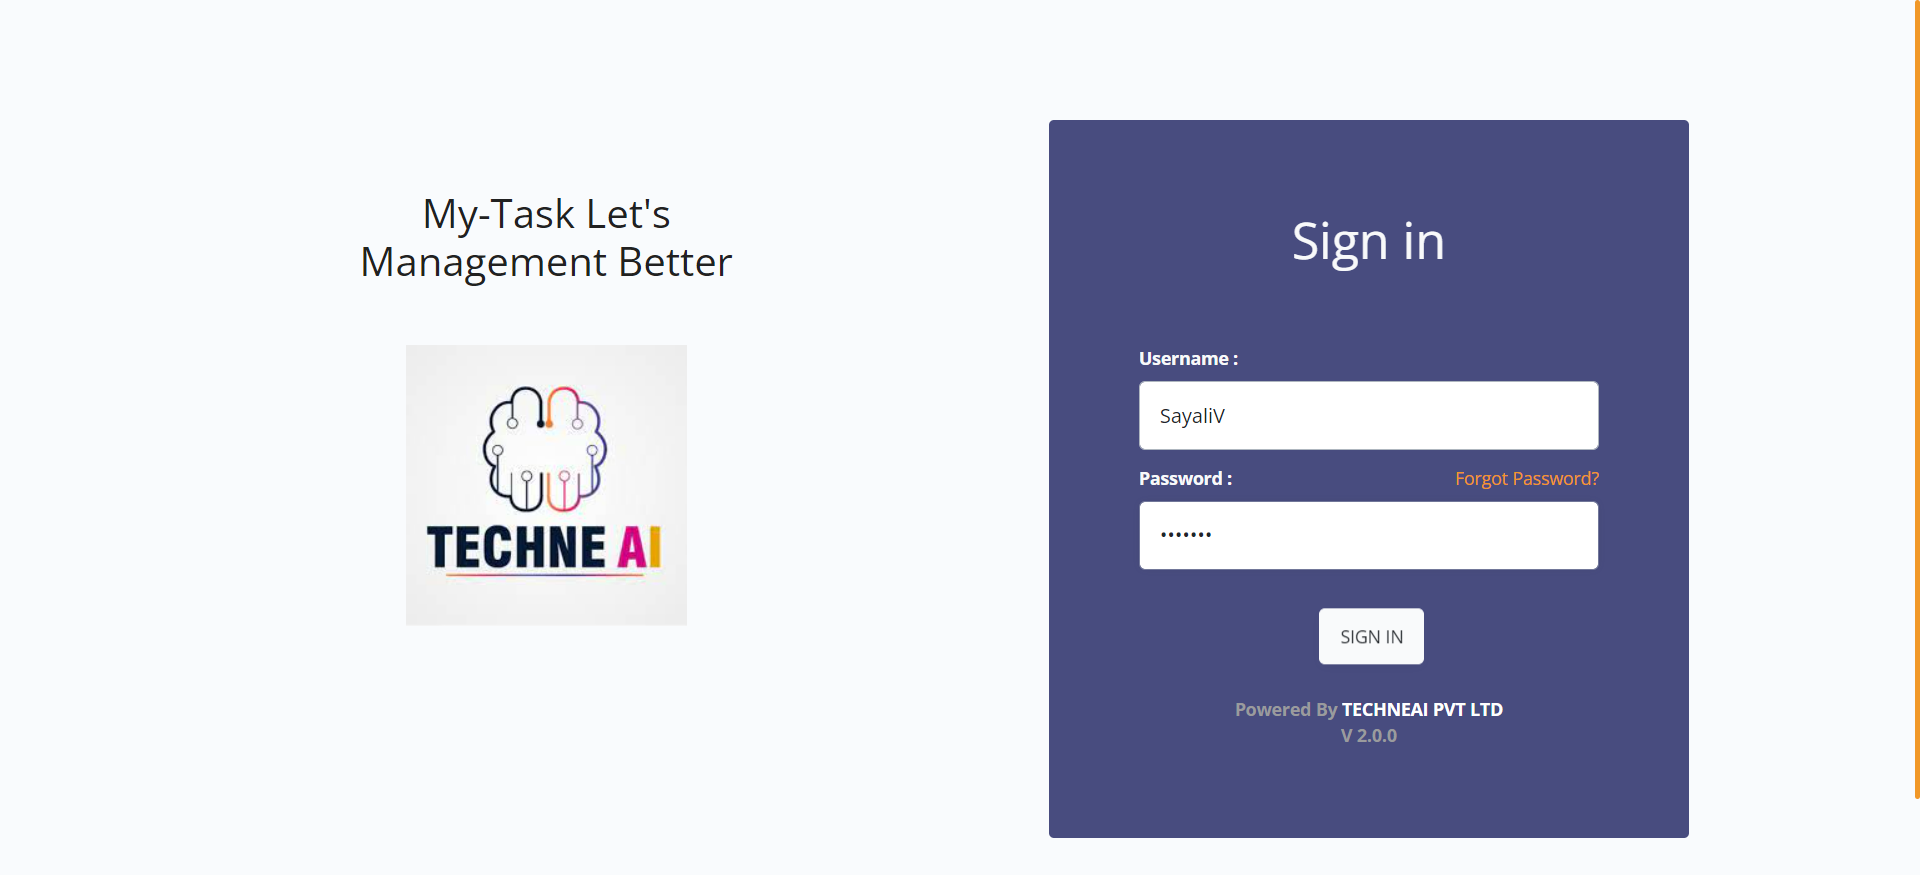 My-Task Let's
Management Better
TECHNE AI
Sign in
Username :
SayaliV
Password :
Forgot Password?
•••••••
SIGN IN
Powered By TECHNEAI PVT LTD
V 2.0.0